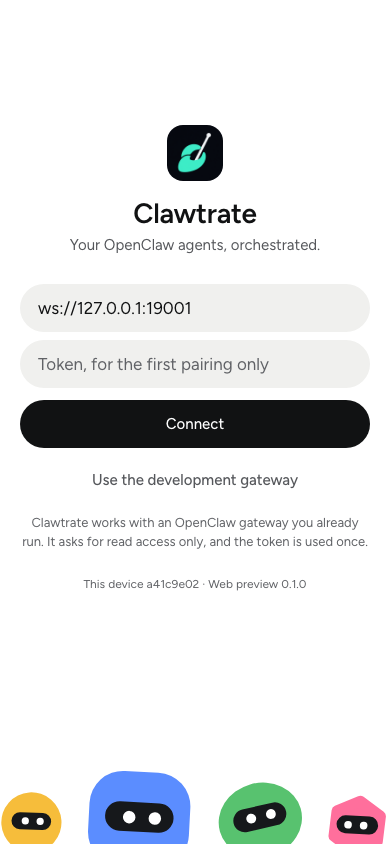 Clawtrate
Your OpenClaw agents, orchestrated.
ws://127.0.0.1:19001
Token, for the first pairing only
Connect
Use the development gateway
Clawtrate works with an OpenClaw gateway you already
run. It asks for read access only, and the token is used once.
This device a41c9e02 · Web preview 0.1.0